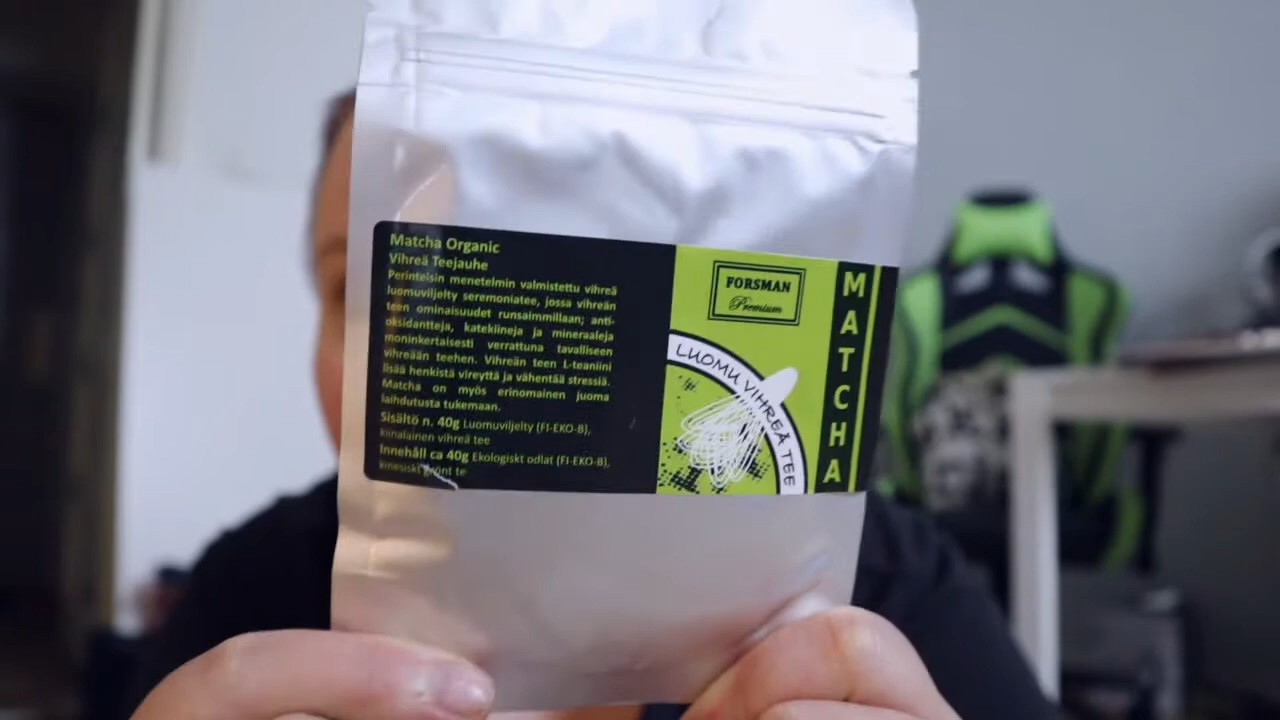 Matcha Organic
Vihreä Teejauhe
Perinteisin menetelmin valmistettu vihreä
luomuviljelty seremoniatee, jossa vihreän
teen ominaisuudet runsaimmillaan; anti-
oksidantteja, katekiineja ja mineraaleja
moninkertaisesti verrattuna tavalliseen
vihreään teehen. Vihreän teen L-teaniini
lisää henkistä vireyttä ja vähentää stressiä.
Matcha on myös erinomainen juoma
laihdutusta tukemaan.
Sisältö n. 40g Luomuviljelty (FI-EKO-B),
kiinalainen vihreä tee
Innehåll ca 40g Ekologiskt odlat (FI-EKO-B),
kinesiskt grönt te
FORSMAN
Premium
LUOMU VIHREÄ TEE
MATCHA